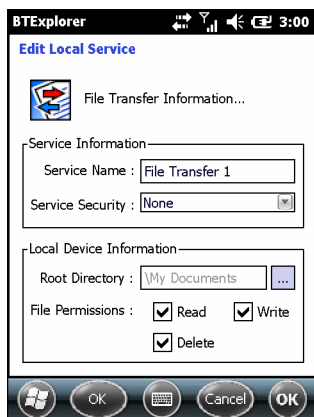 BTExplorer 3:00
Edit Local Service
File Transfer Information...
Service Information
Service Name : File Transfer 1
Service Security : None
Local Device Information
Root Directory : \My Documents ...
File Permissions : Read Write
Delete
OK Cancel OK